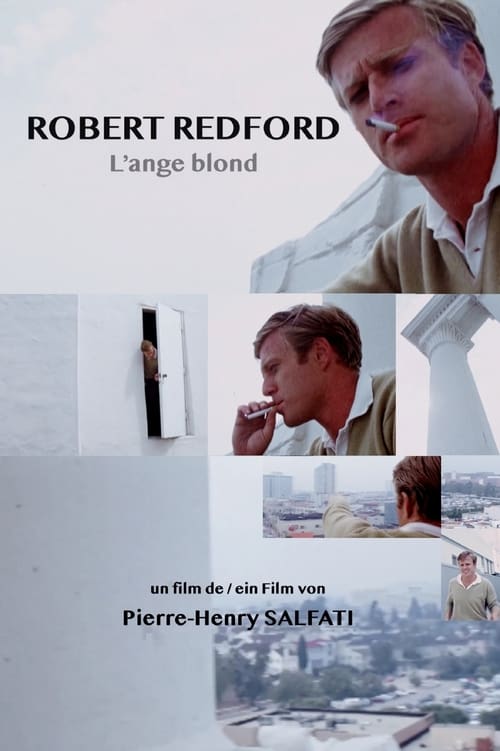 ROBERT REDFORD
L'ange blond
un film de / ein Film von
Pierre-Henry SALFATI